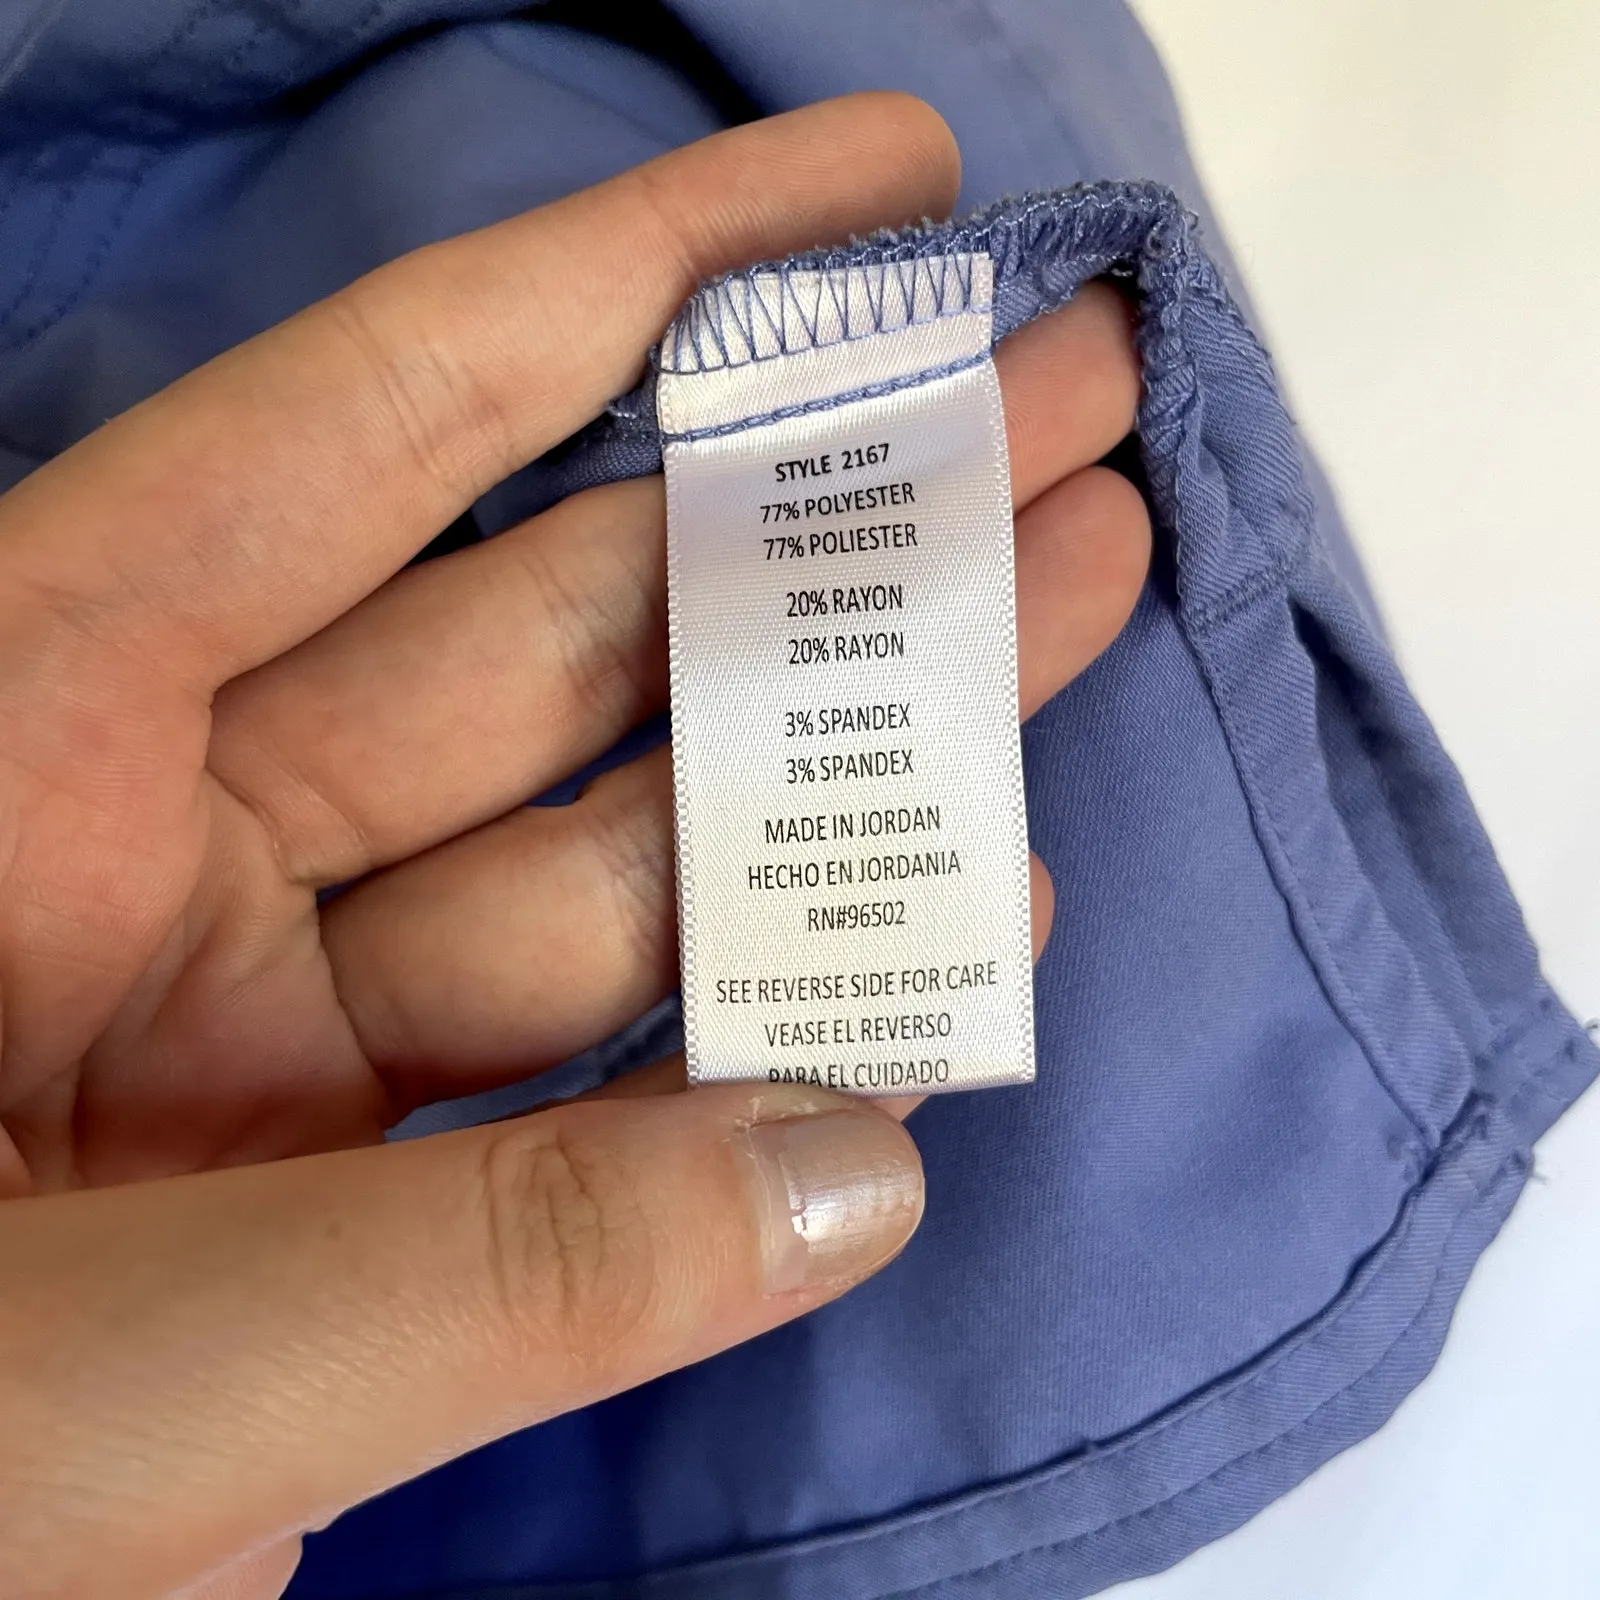 STYLE 2167
77% POLYESTER
77% POLIESTER
20% RAYON
20% RAYON
3% SPANDEX
3% SPANDEX
MADE IN JORDAN
HECHO EN JORDANIA
RN#96502
SEE REVERSE SIDE FOR CARE
VEASE EL REVERSO
PARA EL CUIDADO